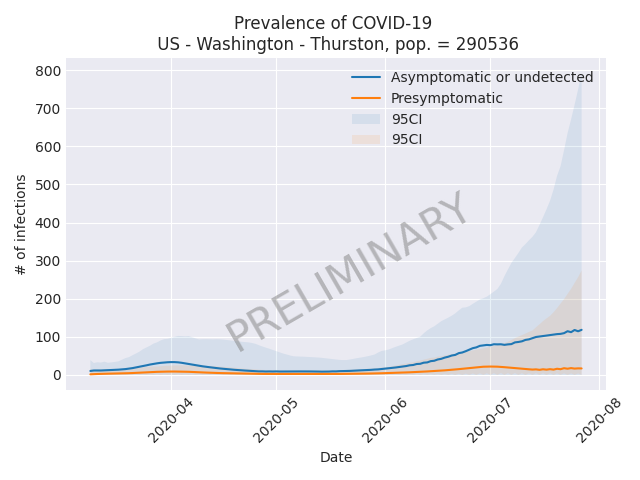 Prevalence of COVID-19
US - Washington - Thurston, pop. = 290536
Asymptomatic or undetected
Presymptomatic
95CI
95CI
# of infections
800
700
600
500
400
300
200
100
0
PRELIMINARY
2020-04
2020-05
2020-06
2020-07
2020-08
Date